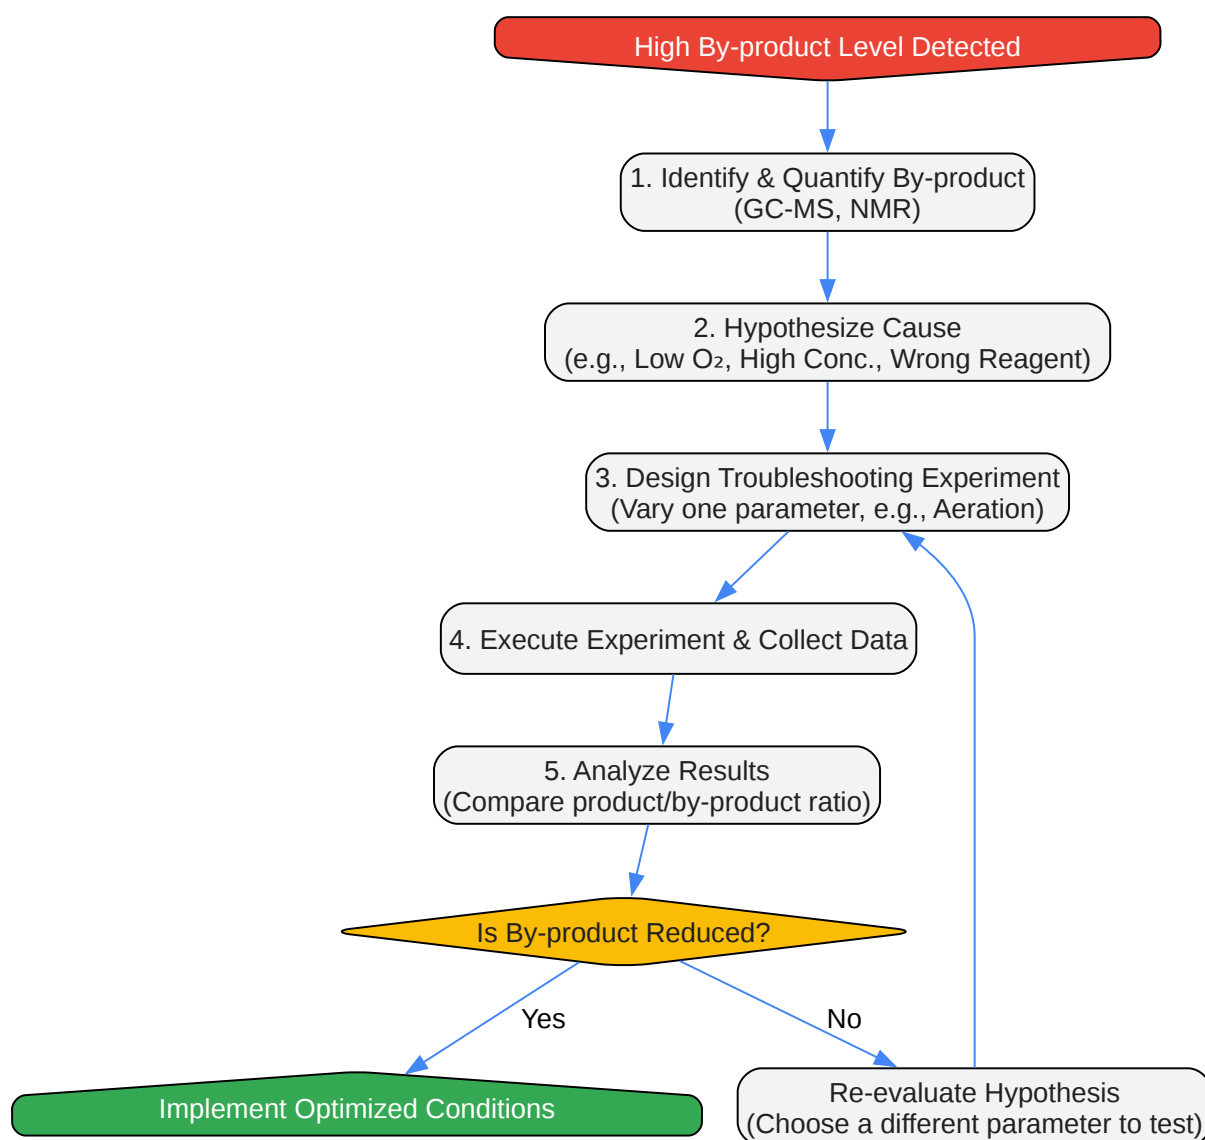 High By-product Level Detected
1. Identify & Quantify By-product
(GC-MS, NMR)
2. Hypothesize Cause
(e.g., Low O₂, High Conc., Wrong Reagent)
3. Design Troubleshooting Experiment
(Vary one parameter, e.g., Aeration)
4. Execute Experiment & Collect Data
5. Analyze Results
(Compare product/by-product ratio)
Is By-product Reduced?
Yes
No
Implement Optimized Conditions
Re-evaluate Hypothesis
(Choose a different parameter to test)